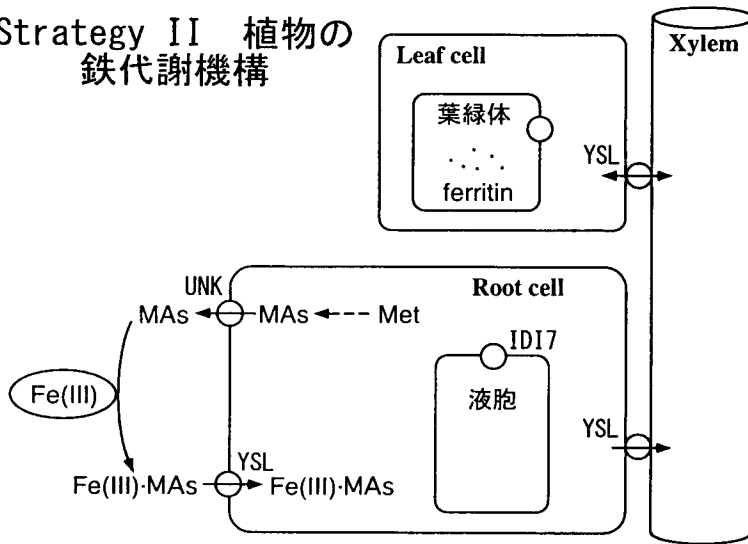 Strategy II 植物の
鉄代謝機構
Leaf cell
Xylem
葉緑体
ferritin
YSL
Root cell
UNK
MAs
MAs
Met
IDI7
液胞
Fe(III)
YSL
YSL
Fe(III)·MAs
Fe(III)·MAs